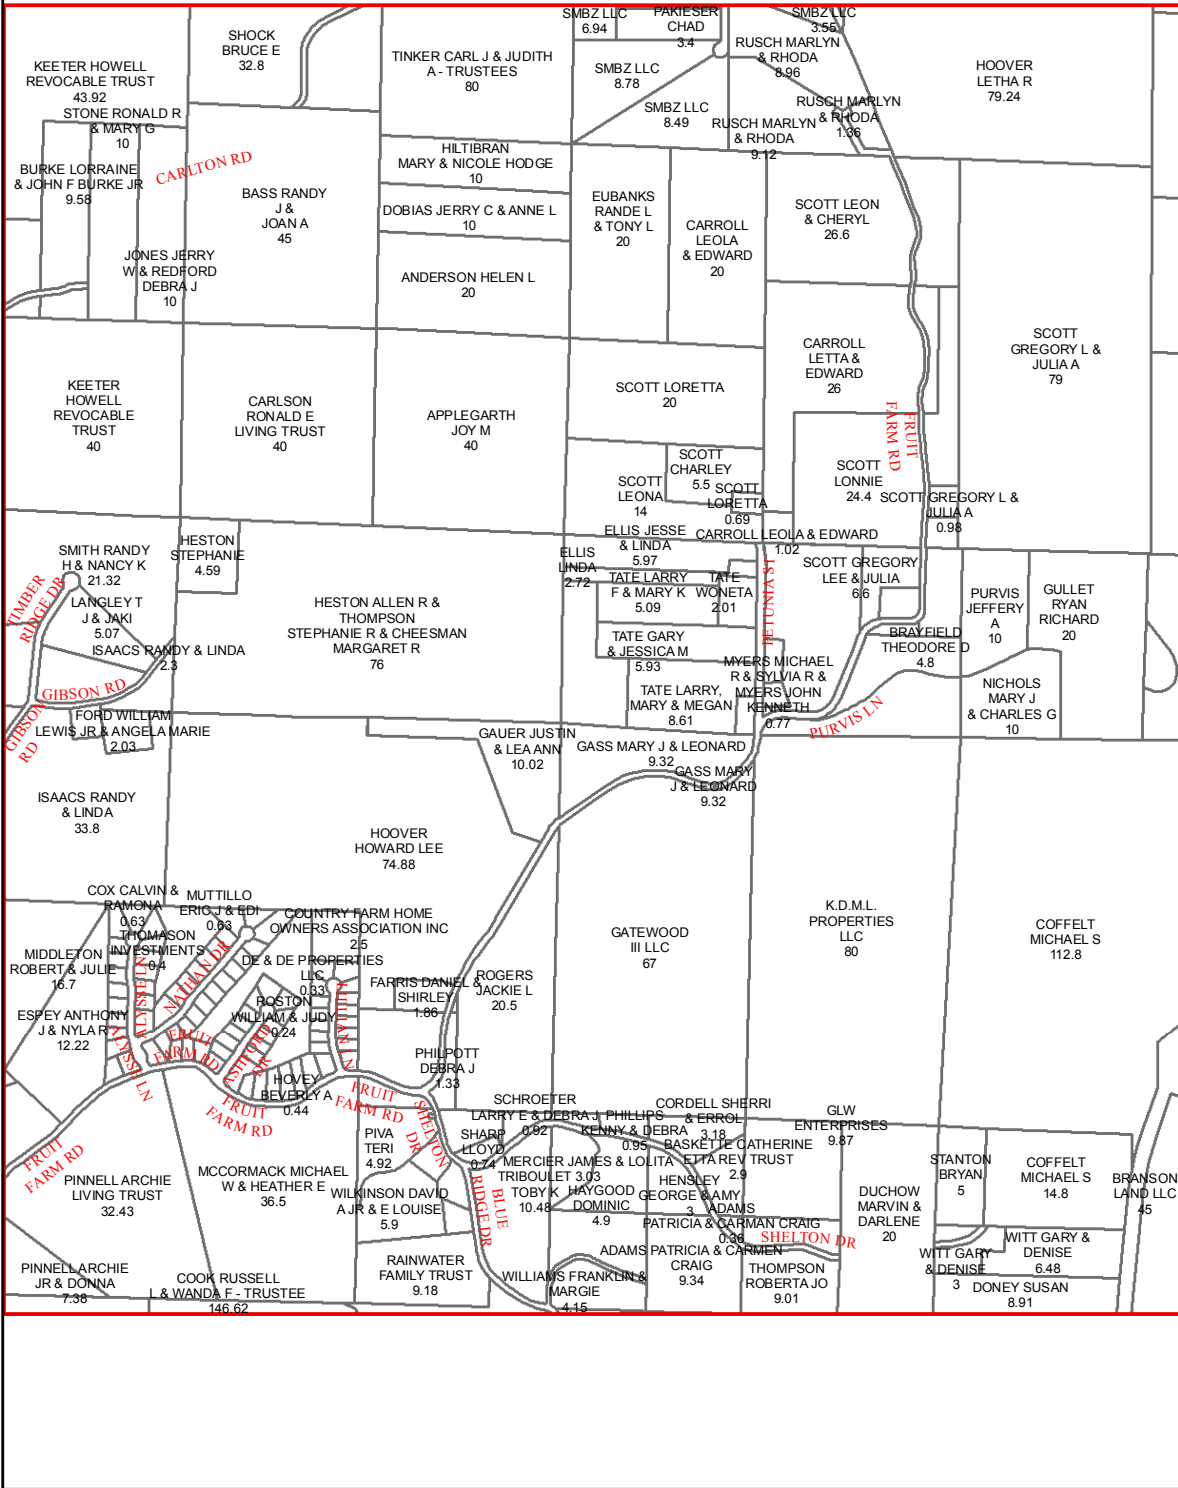 SMBZ LLC
6.94
PAKIESER
CHAD
3.4
SMBZ LLC
3.55
SHOCK
BRUCE E
32.8
KEETER HOWELL
REVOCABLE TRUST
43.92
TINKER CARL J & JUDITH
A - TRUSTEES
80
SMBZ LLC
8.78
RUSCH MARLYN
& RHODA
8.96
HOOVER
LETHA R
79.24
STONE RONALD R
& MARY G
10
SMBZ LLC
8.49
RUSCH MARLYN
& RHODA
1.36
RUSCH MARLYN
& RHODA
9.12
BURKE LORRAINE
& JOHN F BURKE JR
9.58
CARLTON RD
HILTIBRAN
MARY & NICOLE HODGE
10
BASS RANDY
J &
JOAN A
45
DOBIAS JERRY C & ANNE L
10
EUBANKS
RANDE L
& TONY L
20
CARROLL
LEOLA
& EDWARD
20
SCOTT LEON
& CHERYL
26.6
JONES JERRY
W & REDFORD
DEBRA J
10
ANDERSON HELEN L
20
SCOTT
GREGORY L &
JULIA A
79
CARROLL
LETTA &
EDWARD
26
KEETER
HOWELL
REVOCABLE
TRUST
40
CARLSON
RONALD E
LIVING TRUST
40
APPLEGARTH
JOY M
40
SCOTT LORETTA
20
FRUIT
FARM RD
SCOTT
CHARLEY
5.5
SCOTT
LEONA
14
SCOTT
LORETTA
0.69
SCOTT
LONNIE
24.4
SCOTT GREGORY L &
JULIA A
0.98
ELLIS JESSE
& LINDA
5.97
CARROLL LEOLA & EDWARD
1.02
SMITH RANDY
H & NANCY K
21.32
HESTON
STEPHANIE
4.59
ELLIS
LINDA
2.72
TATE LARRY
F & MARY K
5.09
TATE
WONETA
2.01
PETUNIA ST
SCOTT GREGORY
LEE & JULIA
6.6
PURVIS
JEFFERY
A
10
GULLET
RYAN
RICHARD
20
TIMBER
RIDGE DR
LANGLEY T
J & JAKI
5.07
ISAACS RANDY & LINDA
2.3
HESTON ALLEN R &
THOMPSON
STEPHANIE R & CHEESMAN
MARGARET R
76
TATE GARY
& JESSICA M
5.93
BRAYFIELD
THEODORE D
4.8
MYERS MICHAEL
R & SYLVIA R &
MYERS JOHN
KENNETH
0.77
TATE LARRY,
MARY & MEGAN
8.61
NICHOLS
MARY J
& CHARLES G
10
GIBSON RD
GIBSON
RD
FORD WILLIAM
LEWIS JR & ANGELA MARIE
2.03
PURVIS LN
GAUER JUSTIN
& LEA ANN
10.02
GASS MARY J & LEONARD
9.32
GASS MARY
J & LEONARD
9.32
ISAACS RANDY
& LINDA
33.8
HOOVER
HOWARD LEE
74.88
COX CALVIN &
RAMONA
0.63
MUTTILLO
ERIC J & EDI
0.63
COUNTRY FARM HOME
OWNERS ASSOCIATION INC
2.5
THOMASON
INVESTMENTS
0.4
GATEWOOD
III LLC
67
K.D.M.L.
PROPERTIES
LLC
80
COFFELT
MICHAEL S
112.8
MIDDLETON
ROBERT & JULIE
16.7
DE & DE PROPERTIES
LLC
0.33
NATHAN DR
ALYSSE LN
FARRIS DANIEL &
SHIRLEY
1.86
ROGERS
JACKIE L
20.5
ROSTON
WILLIAM & JUDY
0.24
ESPEY ANTHONY
J & NYLA R
12.22
ALYSSE LN
FRUIT
FARM RD
ASHFORD
DR
PHILPOTT
DEBRA J
1.33
HOVEY
BEVERLY A
0.44
FRUIT
FARM RD
FRUIT
FARM RD
SHELTON
DR
SCHROETER
LARRY E & DEBRA J
0.92
PHILLIPS
KENNY & DEBRA
0.95
CORDELL SHERRI
& ERROL
3.18
GLW
ENTERPRISES
9.87
FRUIT
FARM RD
PIVA
TERI
4.92
SHARP
LLOYD
0.74
BASKETTE CATHERINE
ETTA REV TRUST
2.9
MERCIER JAMES & LOLITA
3.03
TRIBOULET
TOBY K
10.48
STANTON
BRYAN
5
COFFELT
MICHAEL S
14.8
BRANSON
LAND LLC
45
PINNELL ARCHIE
LIVING TRUST
32.43
MCCORMACK MICHAEL
W & HEATHER E
36.5
WILKINSON DAVID
A JR & E LOUISE
5.9
BLUE
RIDGE DR
HAYGOOD
DOMINIC
4.9
HENSLEY
GEORGE & AMY
3
ADAMS
PATRICIA & CARMAN CRAIG
0.36
DUCHOW
MARVIN &
DARLENE
20
SHELTON DR
WITT GARY &
DENISE
6.48
WITT GARY
& DENISE
3
PINNELL ARCHIE
JR & DONNA
7.38
COOK RUSSELL
L & WANDA F - TRUSTEE
146.62
RAINWATER
FAMILY TRUST
9.18
WILLIAMS FRANKLIN &
MARGIE
4.15
ADAMS PATRICIA & CARMEN
CRAIG
9.34
THOMPSON
ROBERTA JO
9.01
DONEY SUSAN
8.91